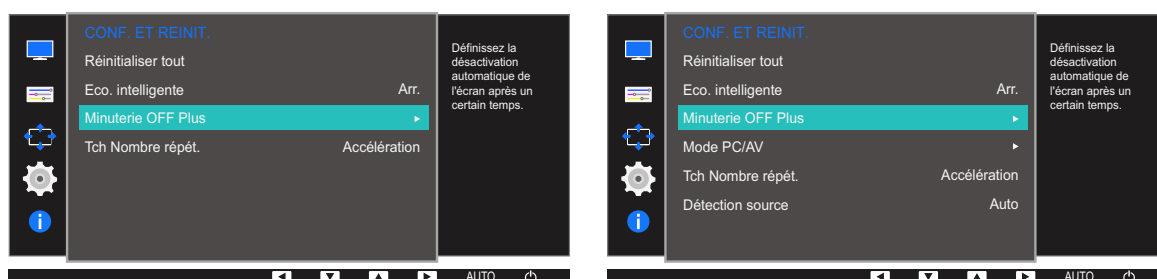 CONF. ET REINIT.
Réinitialiser tout
Eco. intelligente Arr.
Minuterie OFF Plus
Tch Nombre répét. Accélération
Définissez la
désactivation
automatique de
l'écran après un
certain temps.
AUTO
CONF. ET REINIT.
Réinitialiser tout
Eco. intelligente Arr.
Minuterie OFF Plus
Mode PC/AV
Tch Nombre répét. Accélération
Détection source Auto
Définissez la
désactivation
automatique de
l'écran après un
certain temps.
AUTO